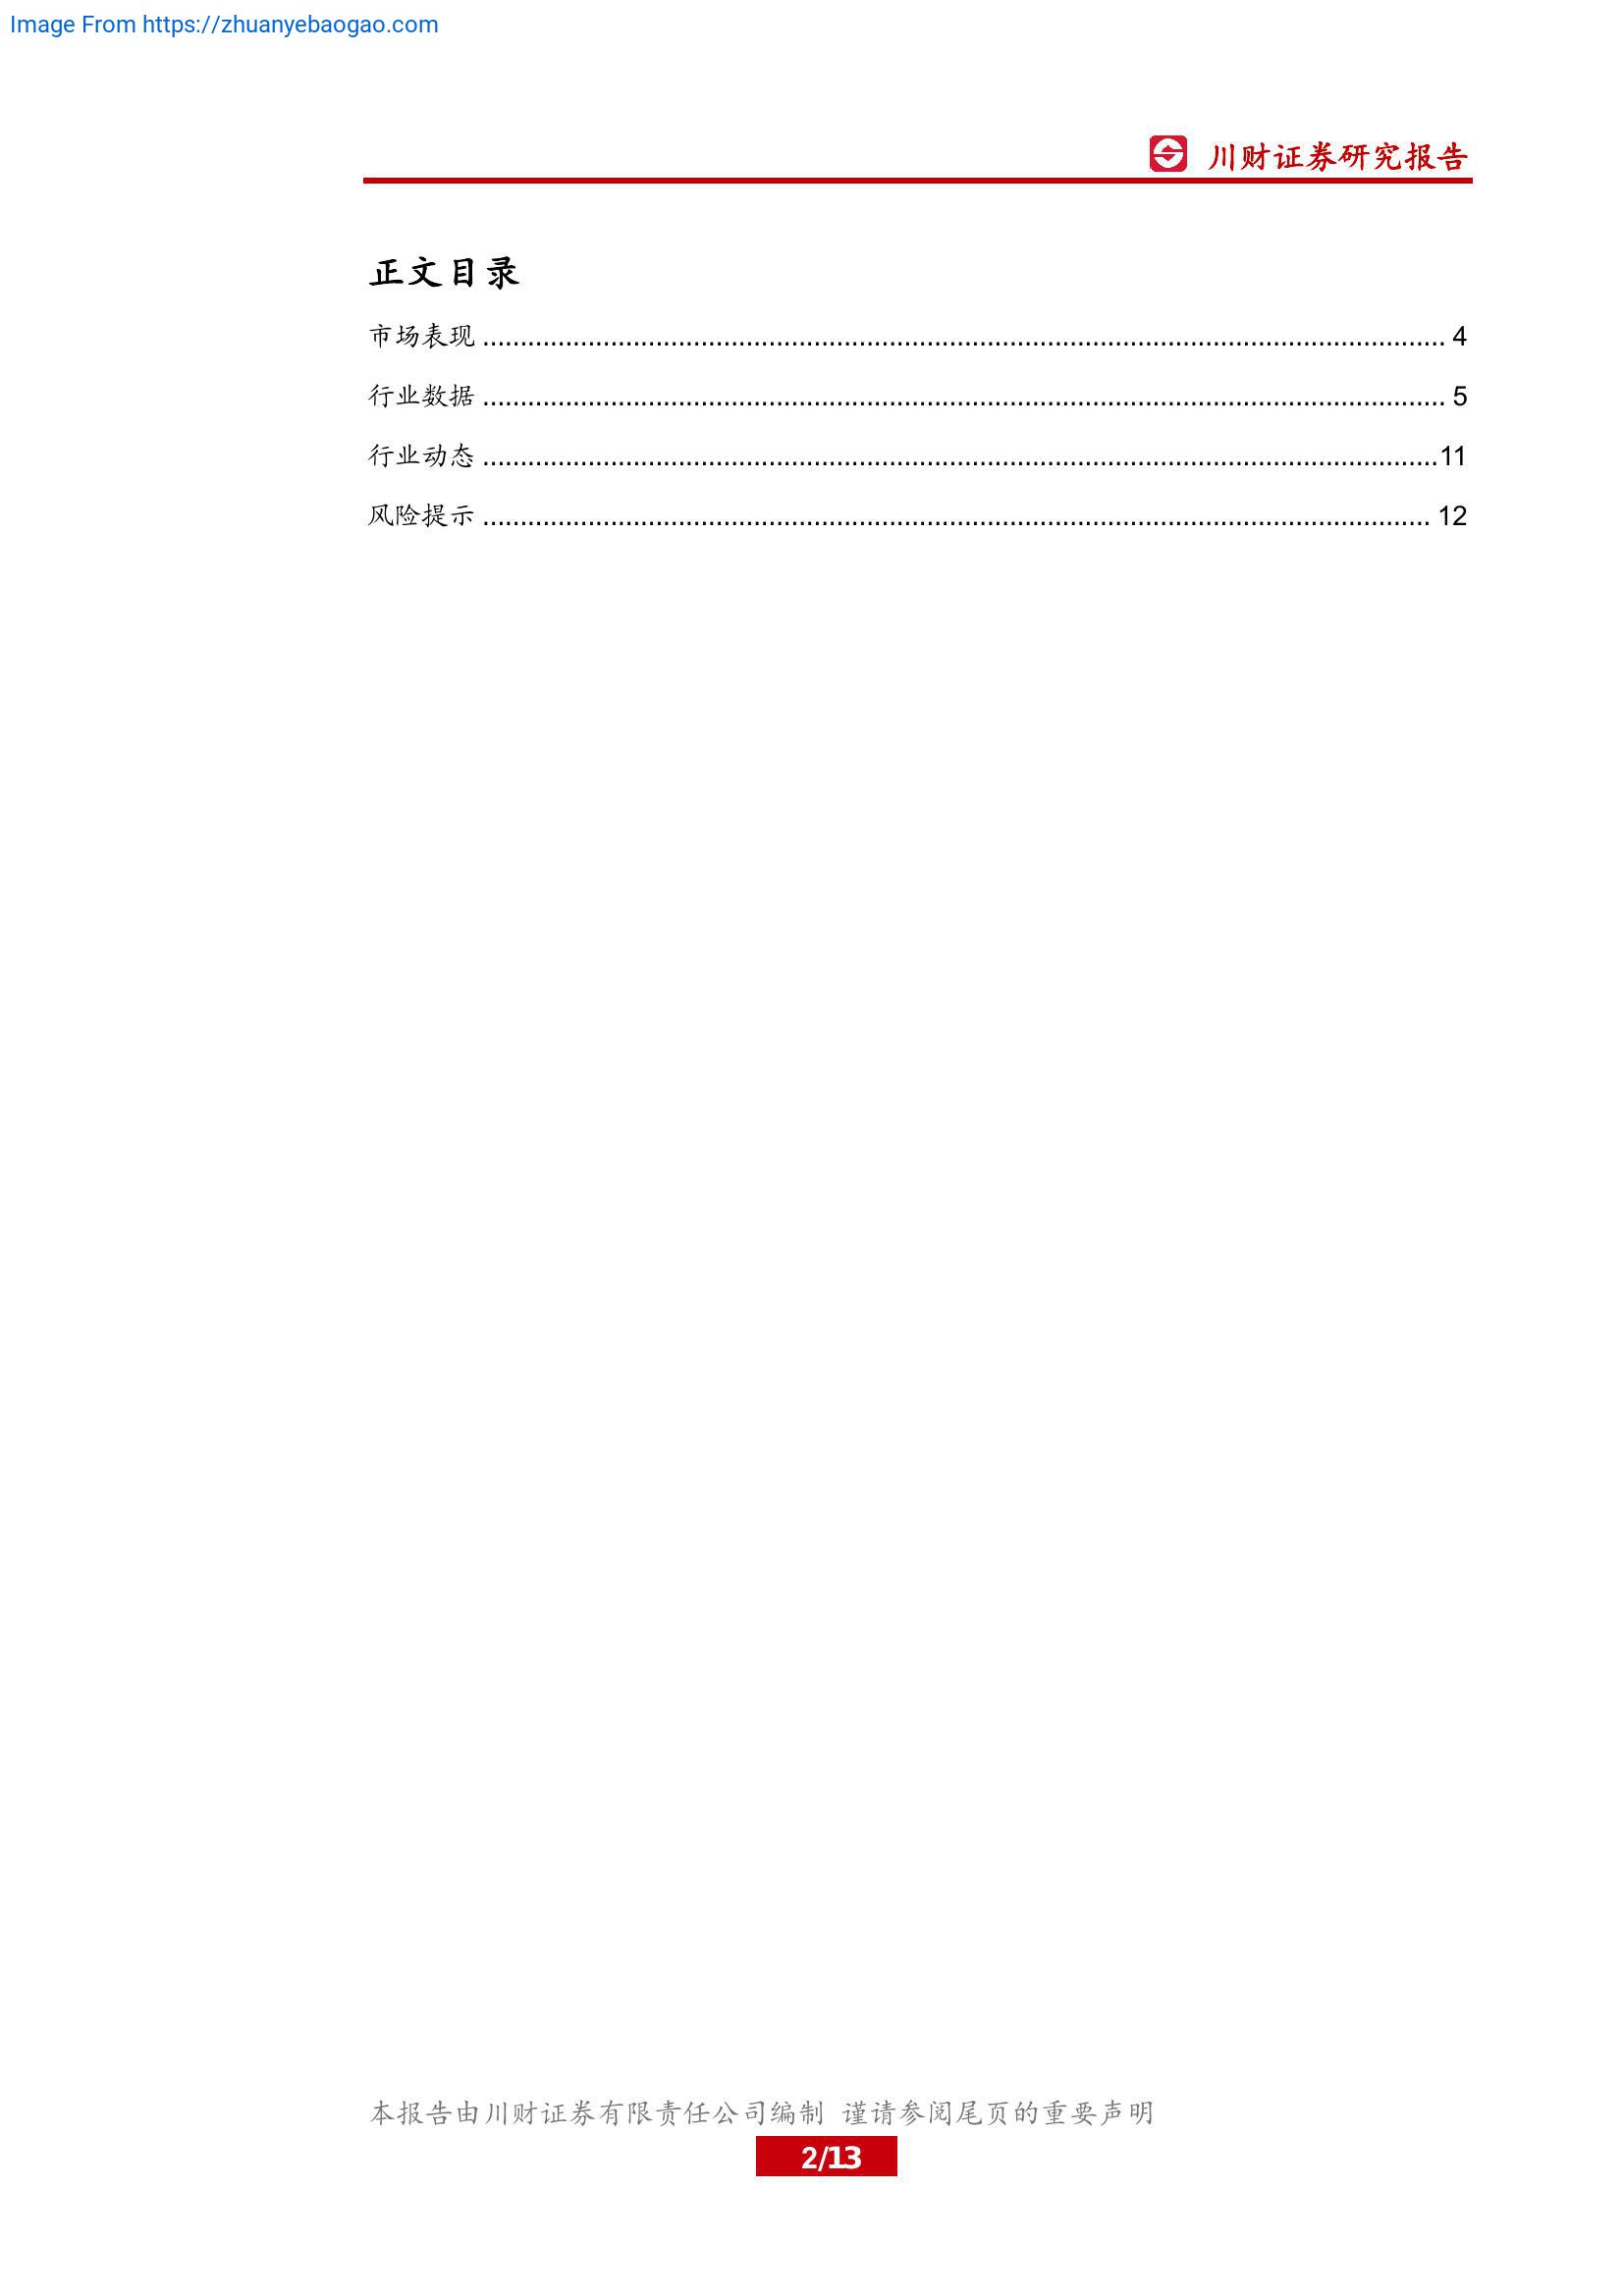 Image From https://zhuanyebaogao.com
川财证券研究报告
正文目录
市场表现 ........................................................................................................................ 4
行业数据 ........................................................................................................................ 5
行业动态 ........................................................................................................................11
风险提示 ...................................................................................................................... 12
本报告由川财证券有限责任公司编制 谨请参阅尾页的重要声明
2/13